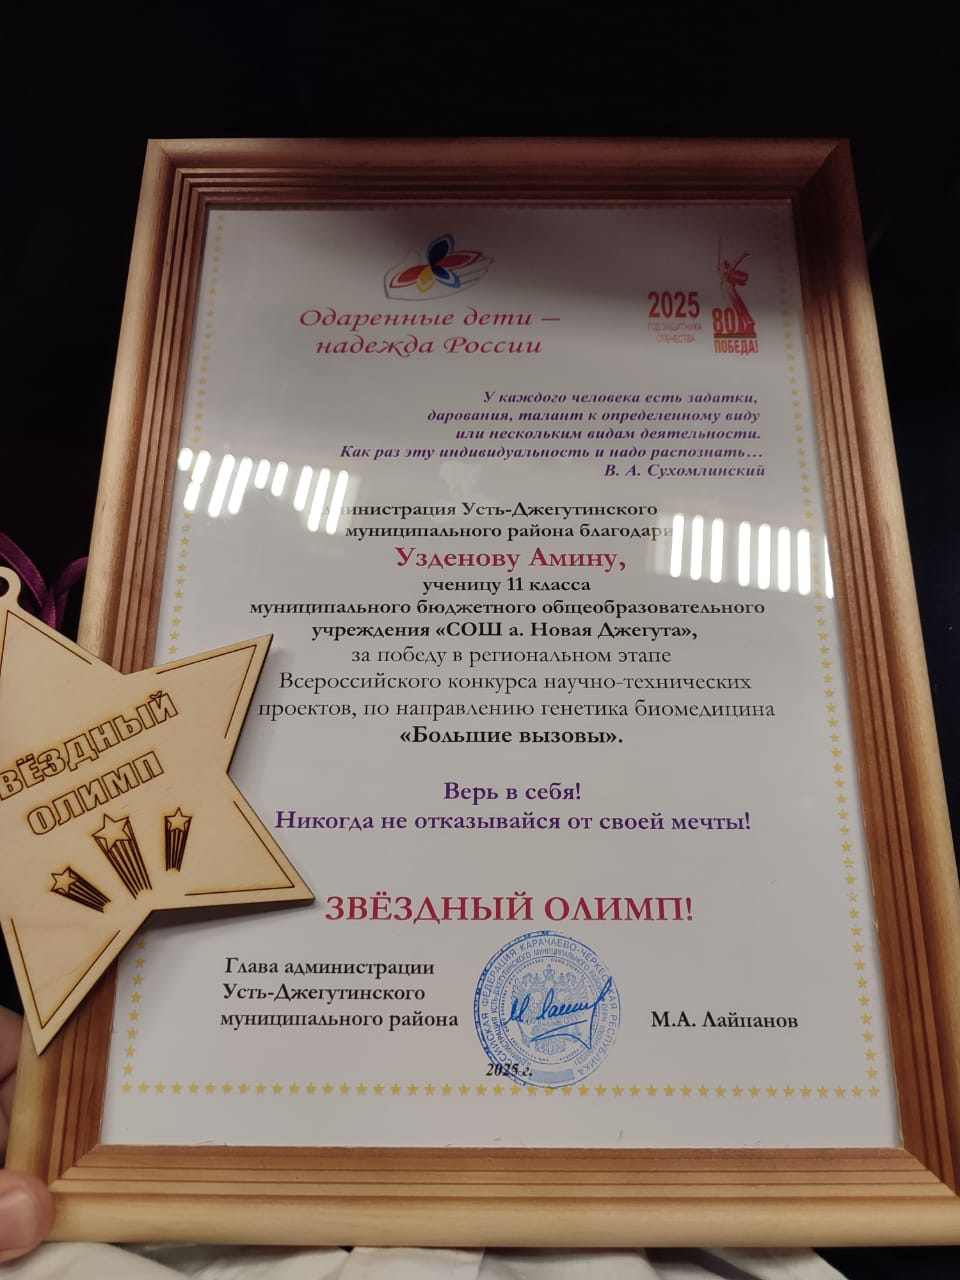 Одаренные дети –
надежда России
2025
ГОД ЗАЩИТНИКА
ОТЕЧЕСТВА
80
ПОБЕДА!
У каждого человека есть задатки,
дарования, талант к определенному виду
или нескольким видам деятельности.
Как раз эту индивидуальность и надо распознать...
В. А. Сухомлинский
Усть-Джегутинского
муниципального района
Узденову Амину,
ученицу 11 класса
муниципального бюджетного общеобразовательного
учреждения «СОШ а. Новая Джегута»,
за победу в региональном этапе
Всероссийского конкурса научно-технических
проектов, по направлению генетика биомедицина
«Большие вызовы».
Верь в себя!
Никогда не отказывайся от своей мечты!
ЗВЁЗДНЫЙ ОЛИМП!
Глава администрации
Усть-Джегутинского
муниципального района
М.А. Лайпанов
2025 г.
ОЛИМП